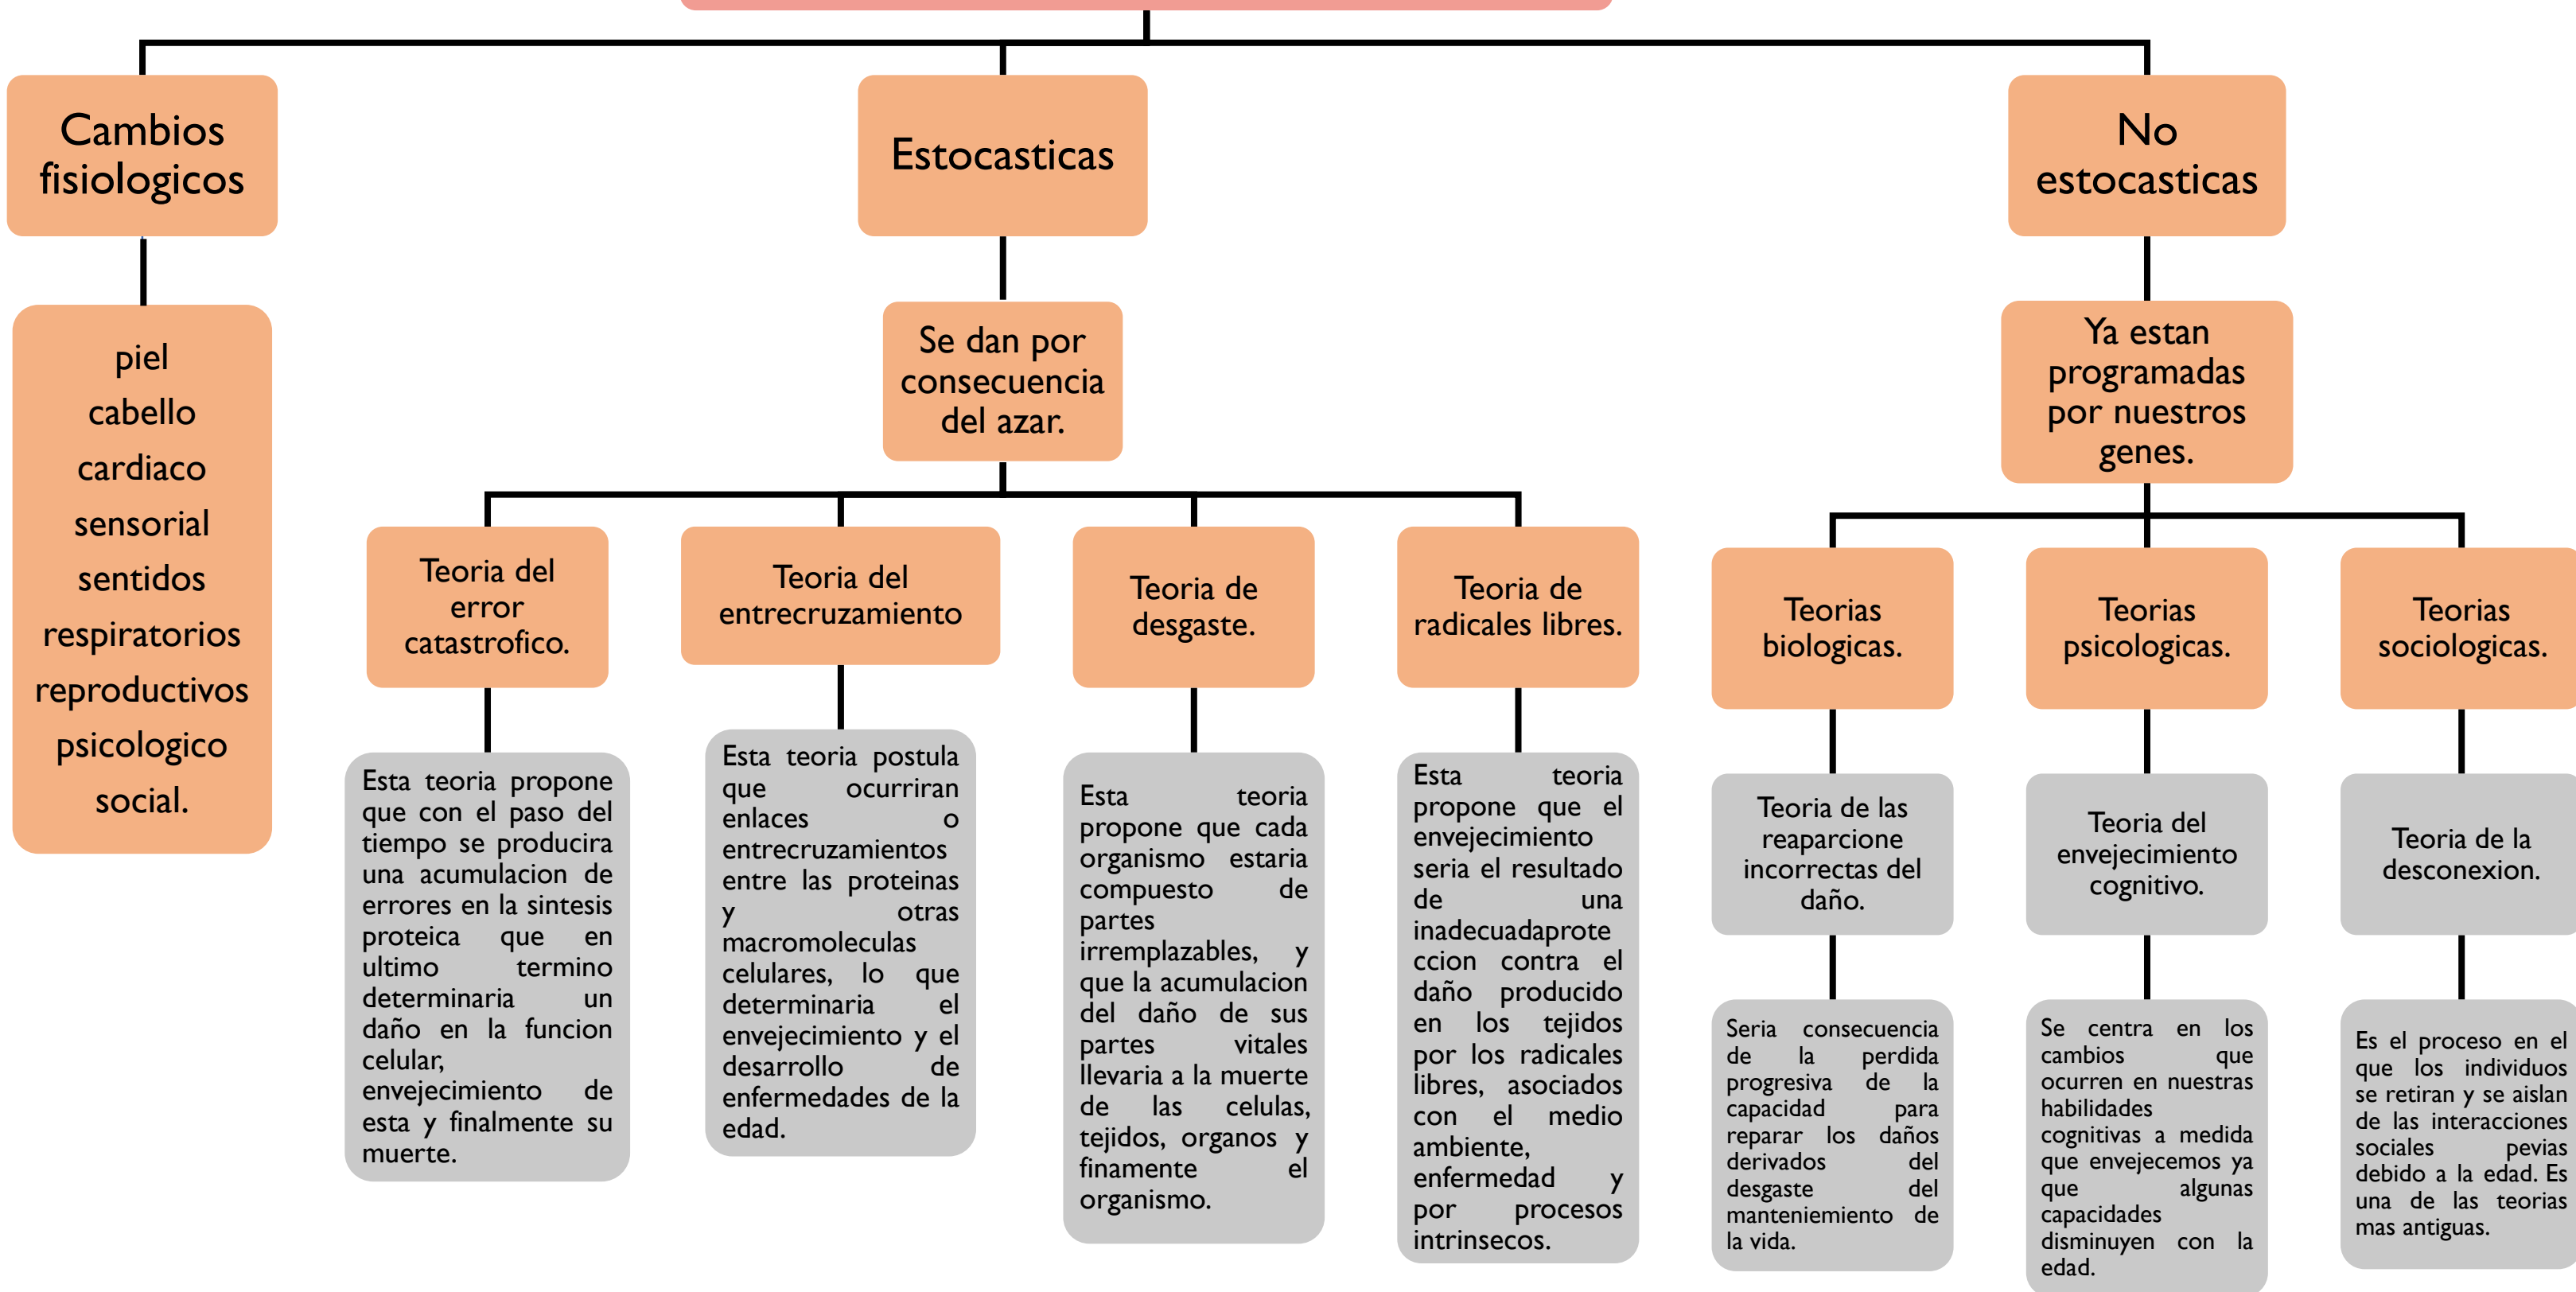 Cambios
fisiologicos
Estocasticas
No
estocasticas
piel
cabello
cardiaco
sensorial
sentidos
respiratorios
reproductivos
psicologico
social.
Se dan por
consecuencia
del azar.
Ya estan
programadas
por nuestros
genes.
Teoria del
error
catastrofico.
Teoria del
entrecruzamiento
Teoria de
desgaste.
Teoria de
radicales libres.
Teorias
biologicas.
Teorias
psicologicas.
Teorias
sociologicas.
Esta teoria propone
que con el paso del
tiempo se producira
una acumulacion de
errores en la sintesis
proteica que en
ultimo termino
determinaria un
daño en la funcion
celular,
envejecimiento de
esta y finalmente su
muerte.
Esta teoria postula
que ocurriran
enlaces o
entrecruzamientos
entre las proteinas
y otras
macromoleculas
celulares, lo que
determinaria el
envejecimiento y el
desarrollo de
enfermedades de la
edad.
Esta teoria
propone que cada
organismo estaria
compuesto de
partes
irremplazables, y
que la acumulacion
del daño de sus
partes vitales
llevaria a la muerte
de las celulas,
tejidos, organos y
finamente el
organismo.
Esta teoria
propone que el
envejecimiento
seria el resultado
de una
inadecuadaprote
ccion contra el
daño producido
en los tejidos
por los radicales
libres, asociados
con el medio
ambiente,
enfermedad y
por procesos
intrinsecos.
Teoria de las
reaparcione
incorrectas del
daño.
Teoria del
envejecimiento
cognitivo.
Teoria de la
desconexion.
Seria consecuencia
de la perdida
progresiva de la
capacidad para
reparar los daños
derivados del
desgaste del
manteniemiento de
la vida.
Se centra en los
cambios que
ocurren en nuestras
habilidades
cognitivas a medida
que envejecemos ya
que algunas
capacidades
disminuyen con la
edad.
Es el proceso en el
que los individuos
se retiran y se aislan
de las interacciones
sociales pevias
debido a la edad. Es
una de las teorias
mas antiguas.